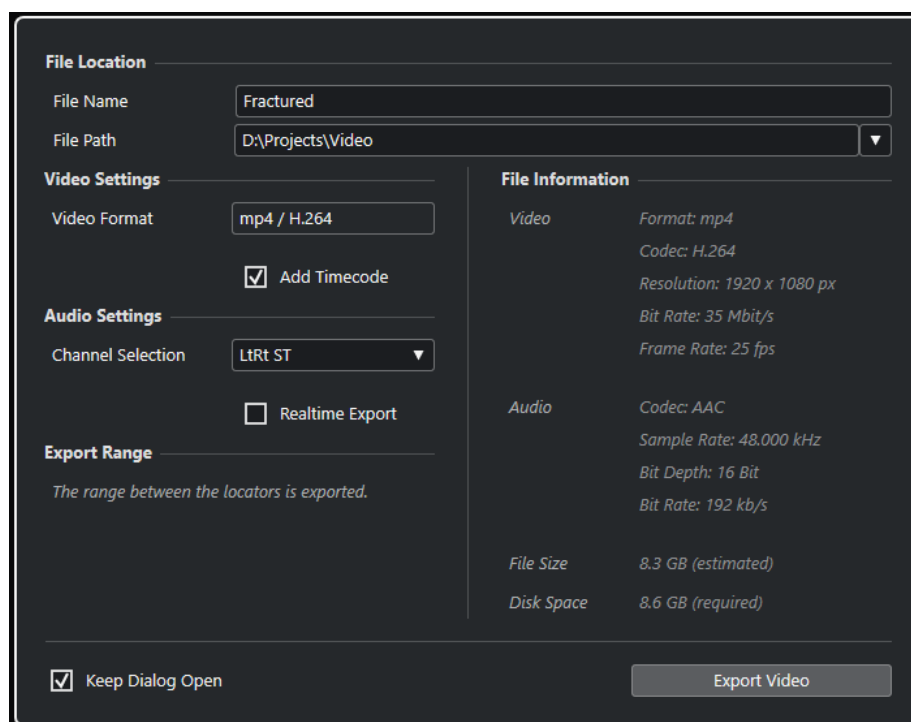 File Location
File Name Fractured
File Path D:\Projects\Video
Video Settings
Video Format mp4 / H.264
Add Timecode
Audio Settings
Channel Selection LtRt ST
Realtime Export
Export Range
The range between the locators is exported.
File Information
Video Format: mp4
Codec: H.264
Resolution: 1920 x 1080 px
Bit Rate: 35 Mbit/s
Frame Rate: 25 fps
Audio Codec: AAC
Sample Rate: 48.000 kHz
Bit Depth: 16 Bit
Bit Rate: 192 kb/s
File Size 8.3 GB (estimated)
Disk Space 8.6 GB (required)
Keep Dialog Open
Export Video